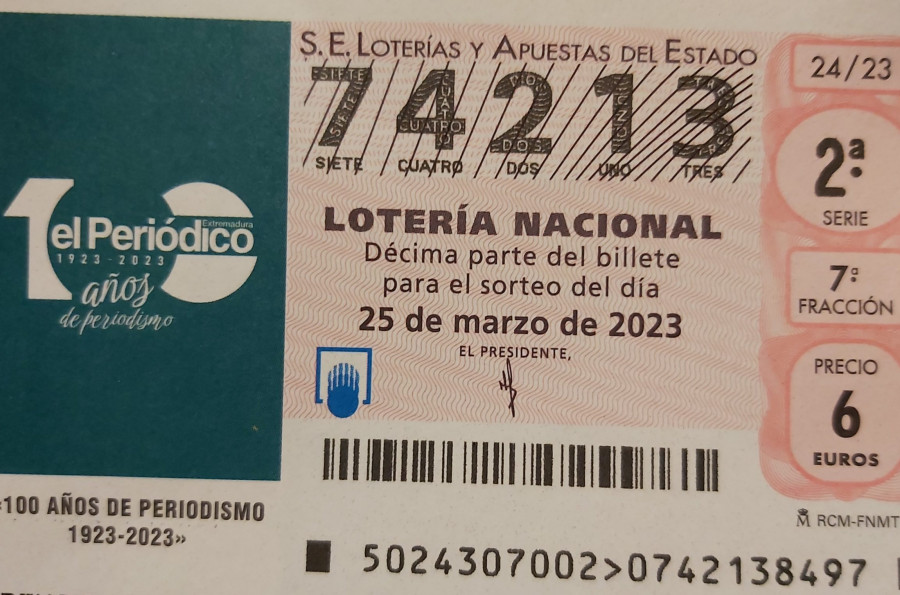 S.E. LOTERÍAS Y APUESTAS DEL ESTADO
74213
SIETE CUATRO DOS UNO TRES
LOTERÍA NACIONAL
Décima parte del billete
para el sorteo del día
25 de marzo de 2023
EL PRESIDENTE,
24/23
2ª
SERIE
7ª
FRACCIÓN
PRECIO
6
EUROS
RCM-FNMT
el Periódico
Extremadura
1923 - 2023
años
de periodismo
«100 AÑOS DE PERIODISMO
1923-2023»
5024307002>0742138497